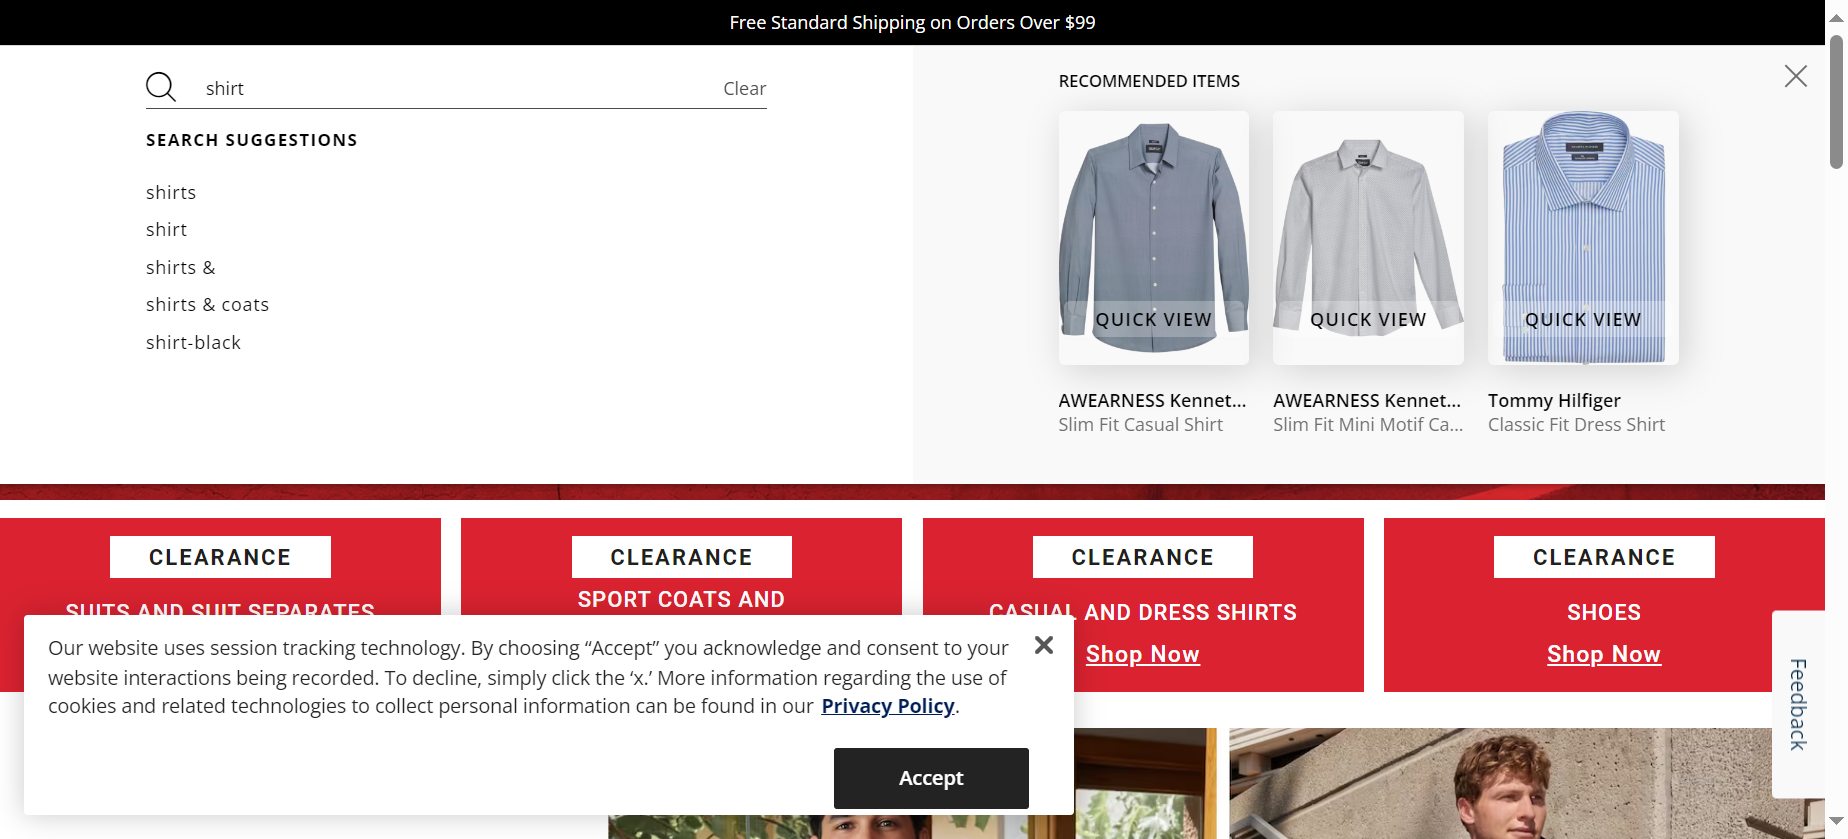 Free Standard Shipping on Orders Over $99
shirt
Clear
SEARCH SUGGESTIONS
shirts
shirt
shirts &
shirts & coats
shirt-black
RECOMMENDED ITEMS
QUICK VIEW
QUICK VIEW
QUICK VIEW
AWEARNESS Kennet...
Slim Fit Casual Shirt
AWEARNESS Kennet...
Slim Fit Mini Motif Ca...
Tommy Hilfiger
Classic Fit Dress Shirt
CLEARANCE
SUITS AND SUIT SEPARATES
CLEARANCE
SPORT COATS AND
CLEARANCE
CASUAL AND DRESS SHIRTS
Shop Now
CLEARANCE
SHOES
Shop Now
Our website uses session tracking technology. By choosing “Accept” you acknowledge and consent to your
website interactions being recorded. To decline, simply click the ‘x.’ More information regarding the use of
cookies and related technologies to collect personal information can be found in our Privacy Policy.
Accept
Feedback